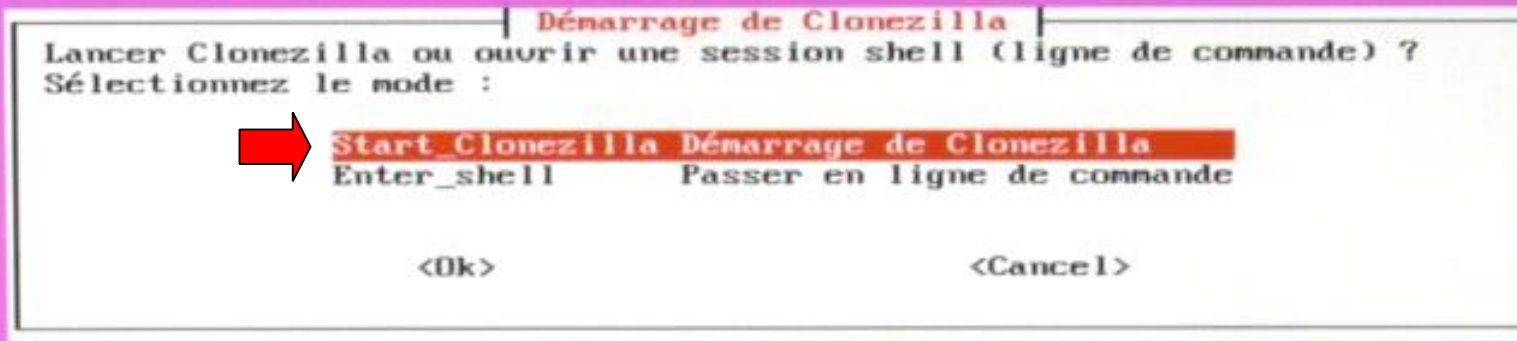 Démarrage de Clonezilla
Lancer Clonezilla ou ouvrir une session shell (ligne de commande) ?
Sélectionnez le mode :
Start_Clonezilla Démarrage de Clonezilla
Enter_shell Passer en ligne de commande
<Ok> <Cancel>